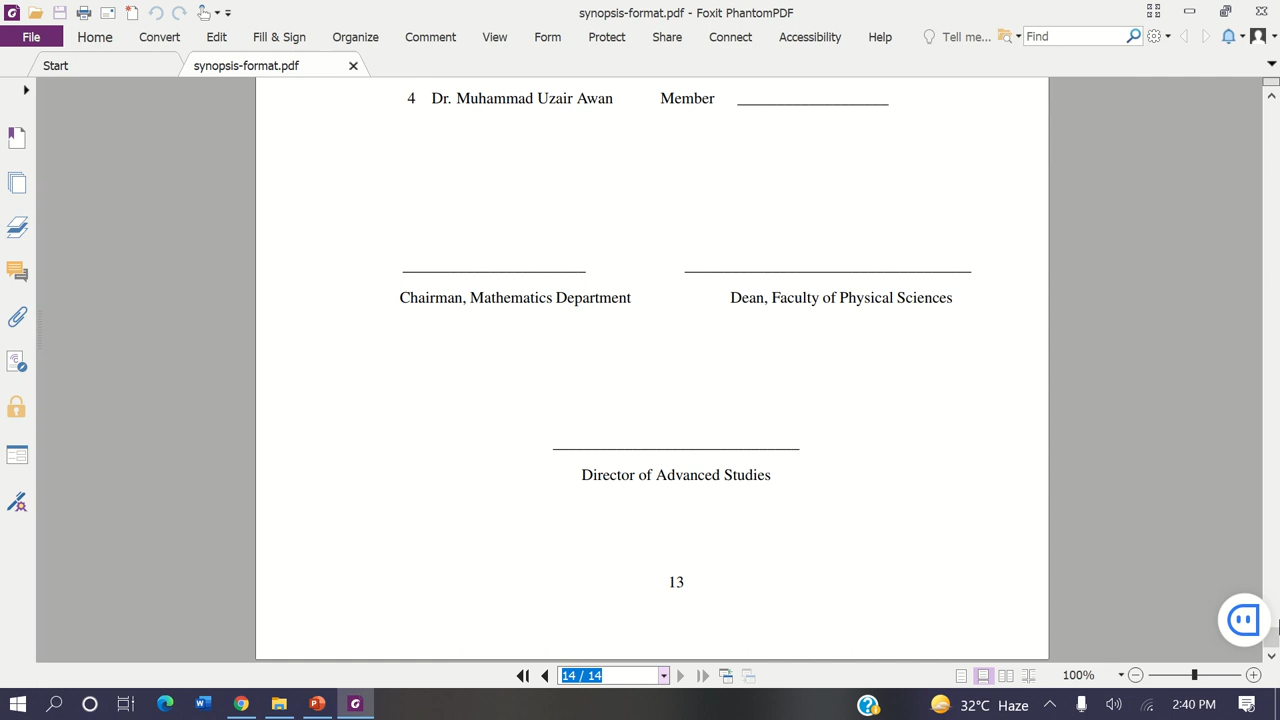 synopsis-format.pdf - Foxit PhantomPDF
File Home Convert Edit Fill & Sign Organize Comment View Form Protect Share Connect Accessibility Help Tell me... Find
Start synopsis-format.pdf
4 Dr. Muhammad Uzair Awan Member
Chairman, Mathematics Department Dean, Faculty of Physical Sciences
Director of Advanced Studies
13
14 / 14 100%
32°C Haze 2:40 PM